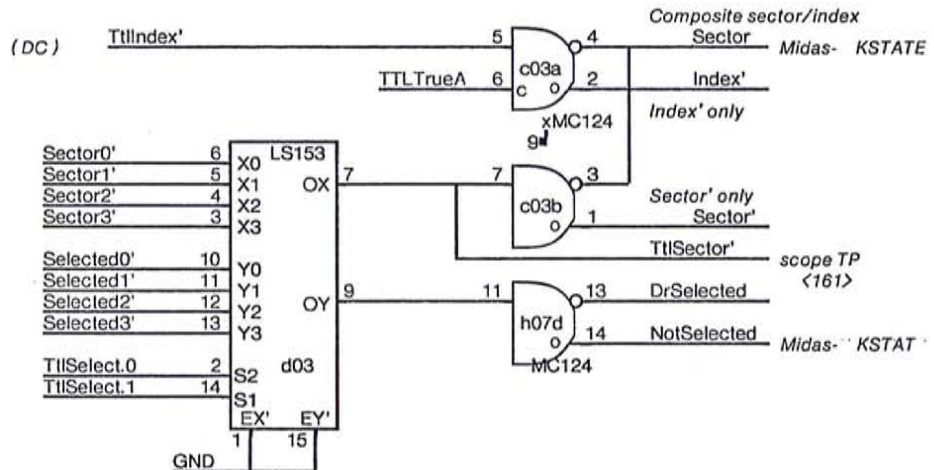 Composite sector/index
(DC) TtlIndex' 5 4 Sector Midas- KSTATE
c03a
TTLTrueA 6 c o 2 Index'
Index' only
xMC124
9
LS153
Sector0' 6 X0
Sector1' 5 X1 OX 7 7 3
Sector2' 4 X2 c03b Sector' only
Sector3' 3 X3 o 1 Sector'
TtlSector' scope TP
<161>
Selected0' 10 Y0
Selected1' 11 Y1
Selected2' 12 Y2 OY 9 11 13 DrSelected
Selected3' 13 Y3 h07d
o 14 NotSelected Midas- KSTAT
MC124
d03
TtlSelect.0 2 S2
TtlSelect.1 14 S1
EX' EY'
1 15
GND